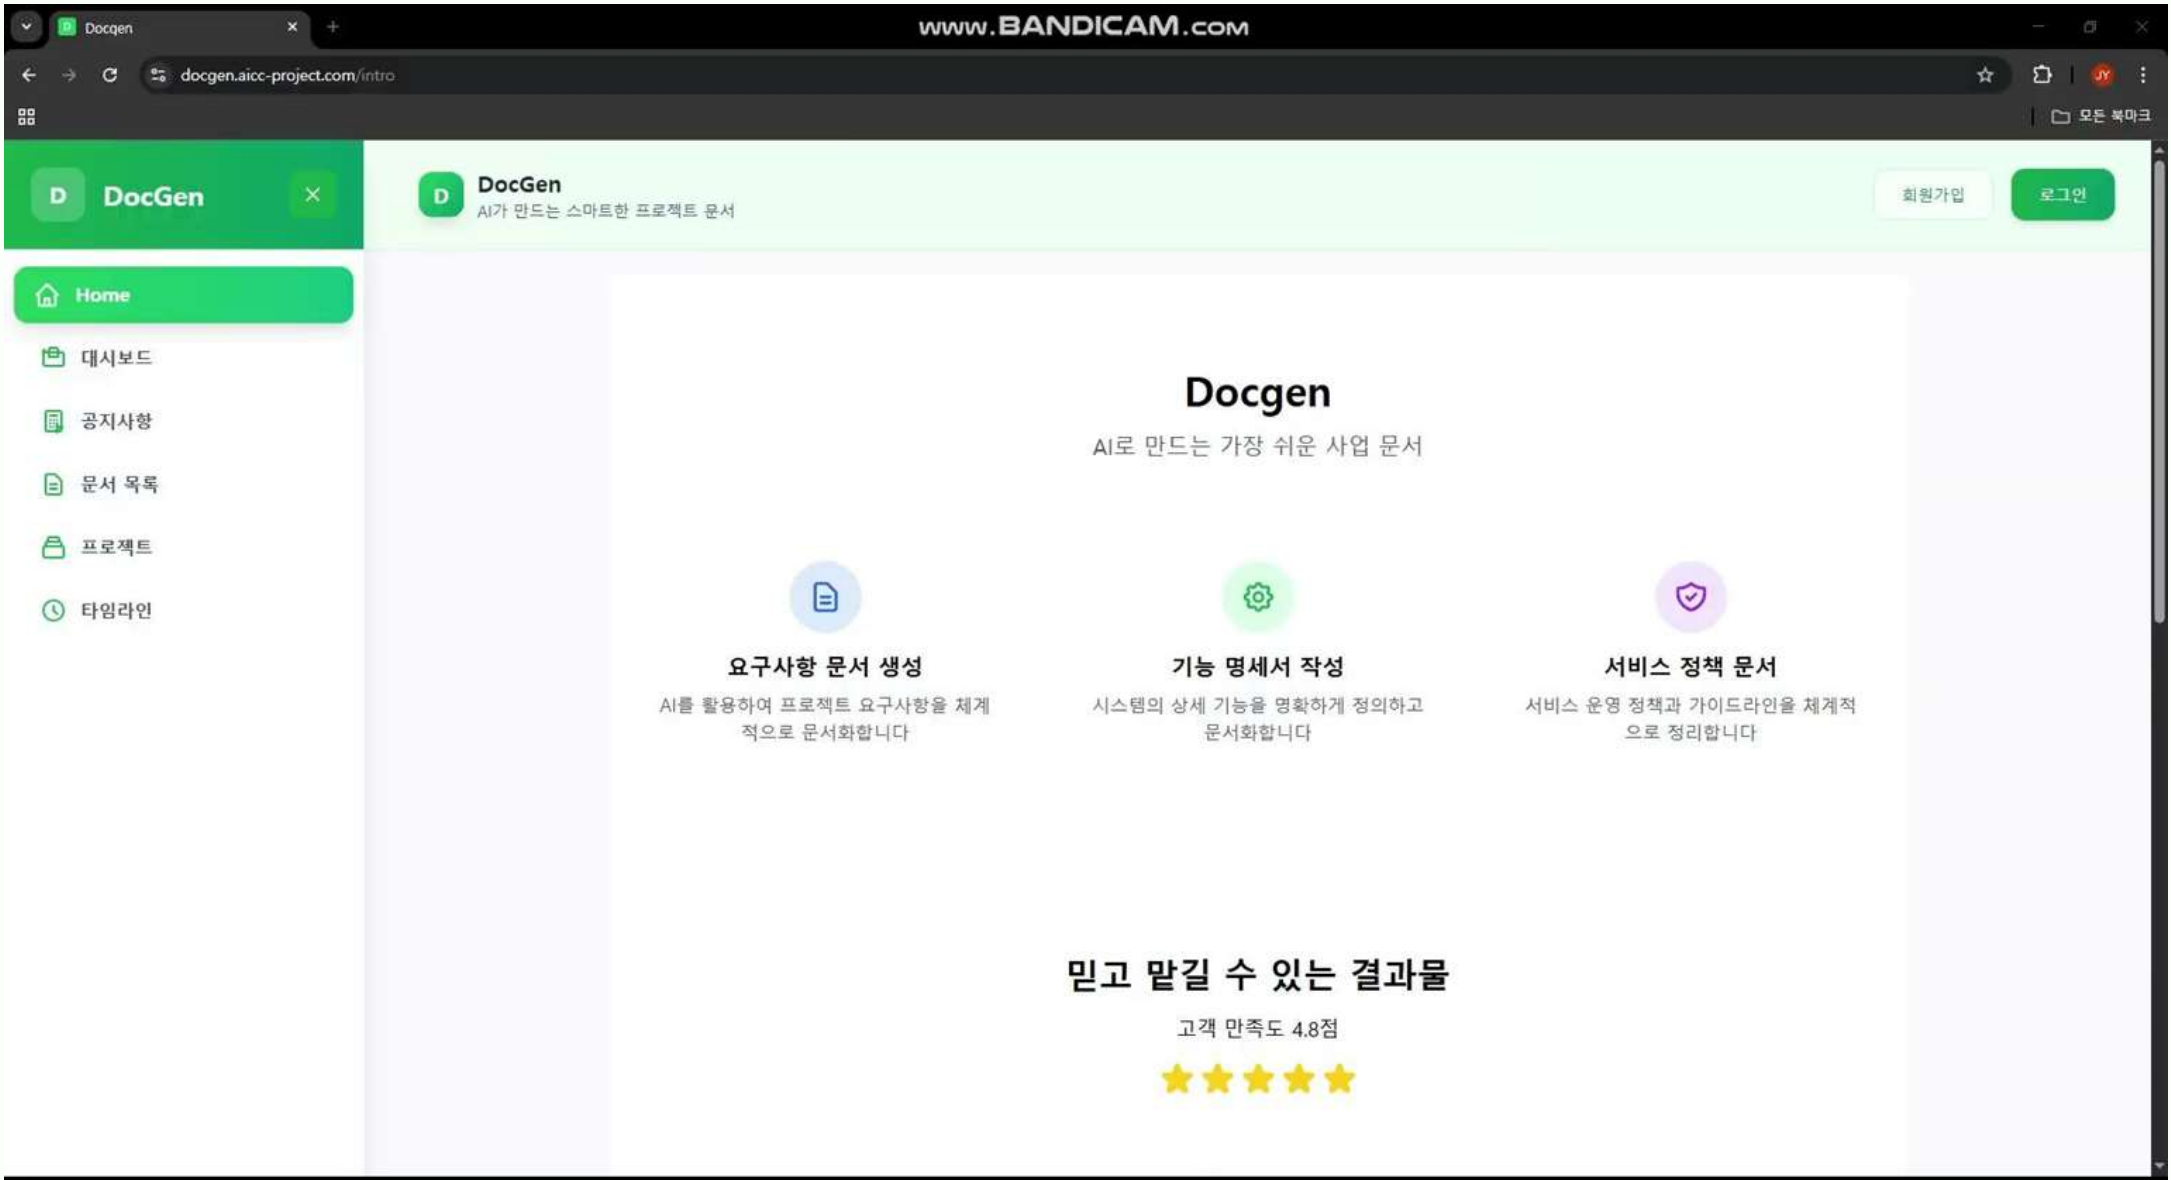 Docgen
www.BANDICAM.com
docgen.aicc-project.com/intro
JY
모든 북마크
D DocGen
D
DocGen
AI가 만드는 스마트한 프로젝트 문서
회원가입
로그인
Home
대시보드
공지사항
문서 목록
프로젝트
타임라인
Docgen
AI로 만드는 가장 쉬운 사업 문서
요구사항 문서 생성
AI를 활용하여 프로젝트 요구사항을 체계
적으로 문서화합니다
기능 명세서 작성
시스템의 상세 기능을 명확하게 정의하고
문서화합니다
서비스 정책 문서
서비스 운영 정책과 가이드라인을 체계적
으로 정리합니다
믿고 맡길 수 있는 결과물
고객 만족도 4.8점